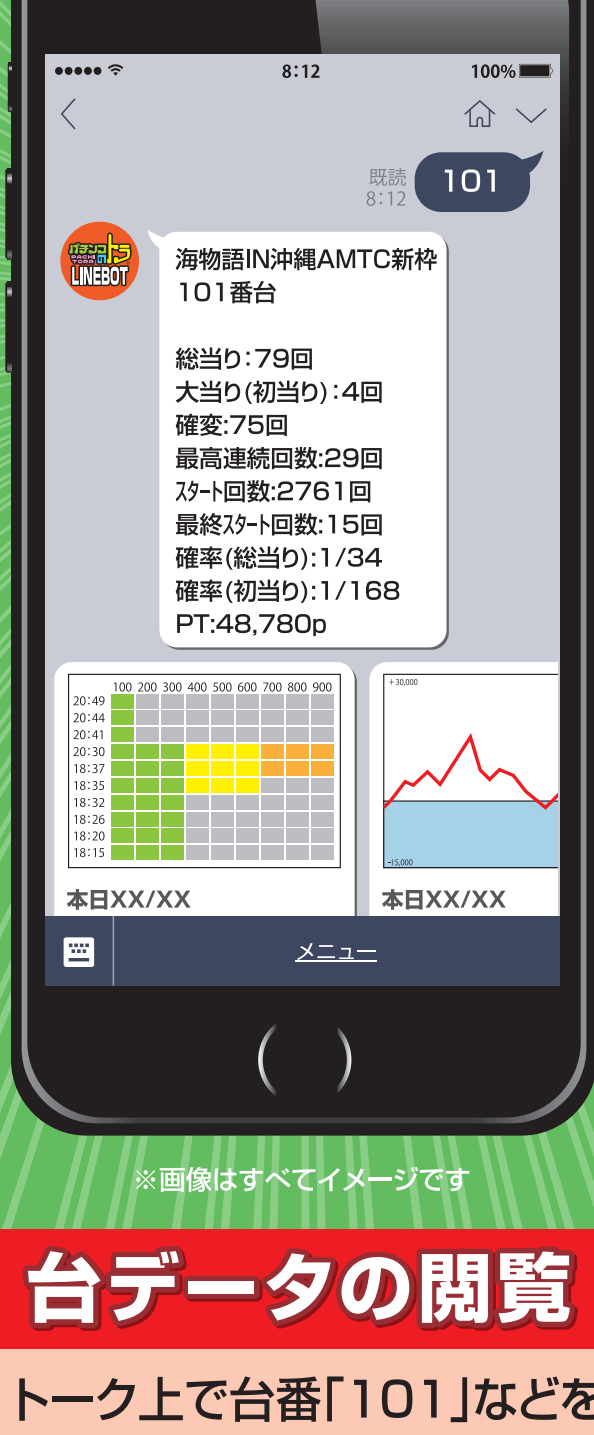 8:12
100%
既読
8:12
101
パチンコのトラ
PACHI TORA
LINEBOT
海物語IN沖縄AMTC新枠
101番台
総当り:79回
大当り(初当り):4回
確変:75回
最高連続回数:29回
スタート回数:2761回
最終スタート回数:15回
確率(総当り):1/34
確率(初当り):1/168
PT:48,780p
100 200 300 400 500 600 700 800 900
20:49
20:44
20:41
20:30
18:37
18:35
18:32
18:26
18:20
18:15
本日XX/XX
+30,000
-15,000
本日XX/XX
メニュー
※画像はすべてイメージです
台データの閲覧
トーク上で台番「101」などを